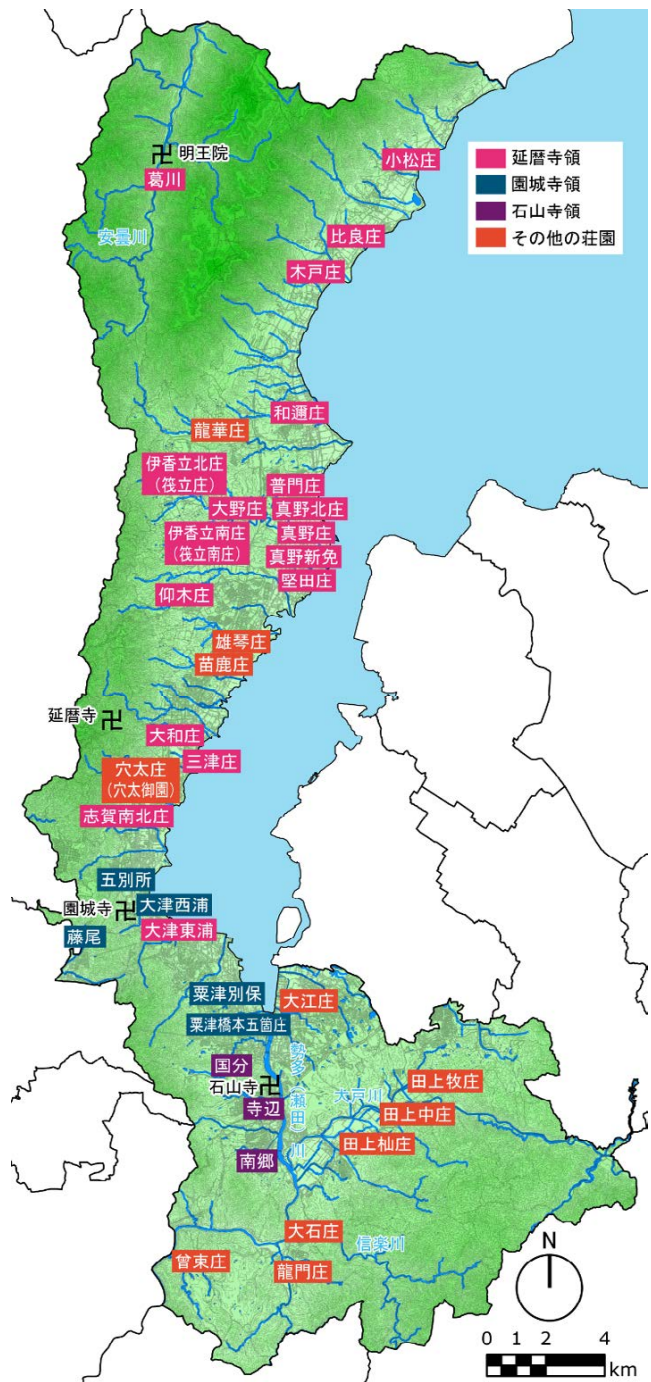 明王院
葛川
安曇川
小松庄
延暦寺領
園城寺領
石山寺領
その他の荘園
比良庄
木戸庄
和邇庄
龍華庄
伊香立北庄
(筏立庄)
普門庄
大野庄
真野北庄
伊香立南庄
(筏立南庄)
真野庄
真野新免
堅田庄
仰木庄
雄琴庄
苗鹿庄
延暦寺
大和庄
三津庄
穴太庄
(穴太御園)
志賀南北庄
五別所
園城寺
大津西浦
藤尾
大津東浦
粟津別保
大江庄
粟津橋本五箇庄
国分
石山寺
寺辺
勢多(瀬田)川
大戸川
田上牧庄
田上中庄
田上杣庄
南郷
大石庄
信楽川
曾束庄
龍門庄
N
0 1 2 4
km